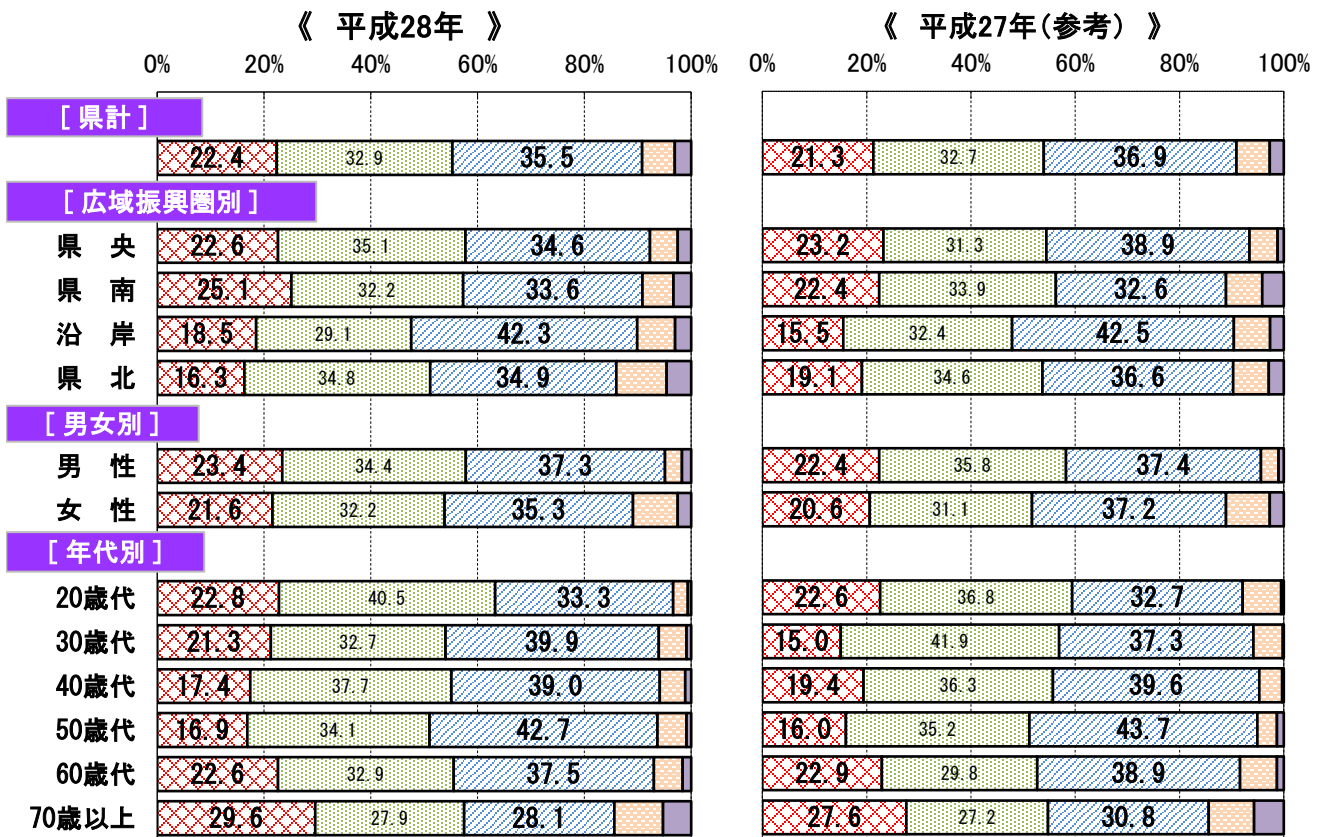 《 平成28年 》 《 平成27年(参考) 》
0% 20% 40% 60% 80% 100% 0% 20% 40% 60% 80% 100%
[ 県計 ]
22.4 32.9 35.5 21.3 32.7 36.9
[ 広域振興圏別 ]
県 央 22.6 35.1 34.6 23.2 31.3 38.9
県 南 25.1 32.2 33.6 22.4 33.9 32.6
沿 岸 18.5 29.1 42.3 15.5 32.4 42.5
県 北 16.3 34.8 34.9 19.1 34.6 36.6
[ 男女別 ]
男 性 23.4 34.4 37.3 22.4 35.8 37.4
女 性 21.6 32.2 35.3 20.6 31.1 37.2
[ 年代別 ]
20歳代 22.8 40.5 33.3 22.6 36.8 32.7
30歳代 21.3 32.7 39.9 15.0 41.9 37.3
40歳代 17.4 37.7 39.0 19.4 36.3 39.6
50歳代 16.9 34.1 42.7 16.0 35.2 43.7
60歳代 22.6 32.9 37.5 22.9 29.8 38.9
70歳以上 29.6 27.9 28.1 27.6 27.2 30.8